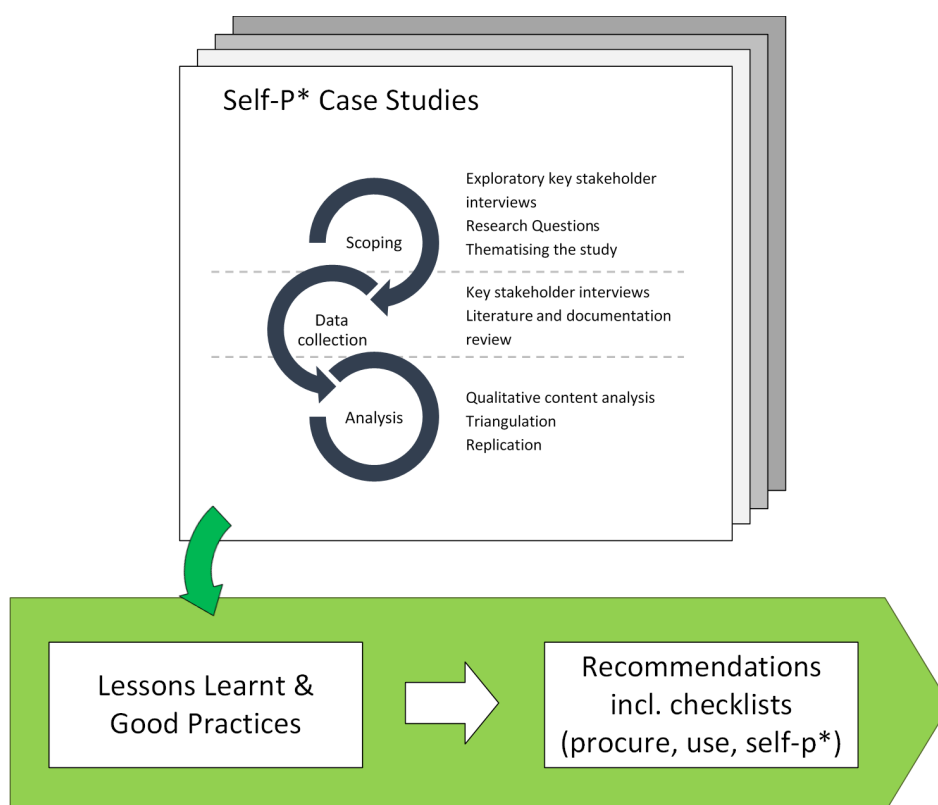 Self-P* Case Studies
Scoping
Exploratory key stakeholder
interviews
Research Questions
Thematising the study
Data
collection
Key stakeholder interviews
Literature and documentation
review
Analysis
Qualitative content analysis
Triangulation
Replication
Lessons Learnt &
Good Practices
Recommendations
incl. checklists
(procure, use, self-p*)